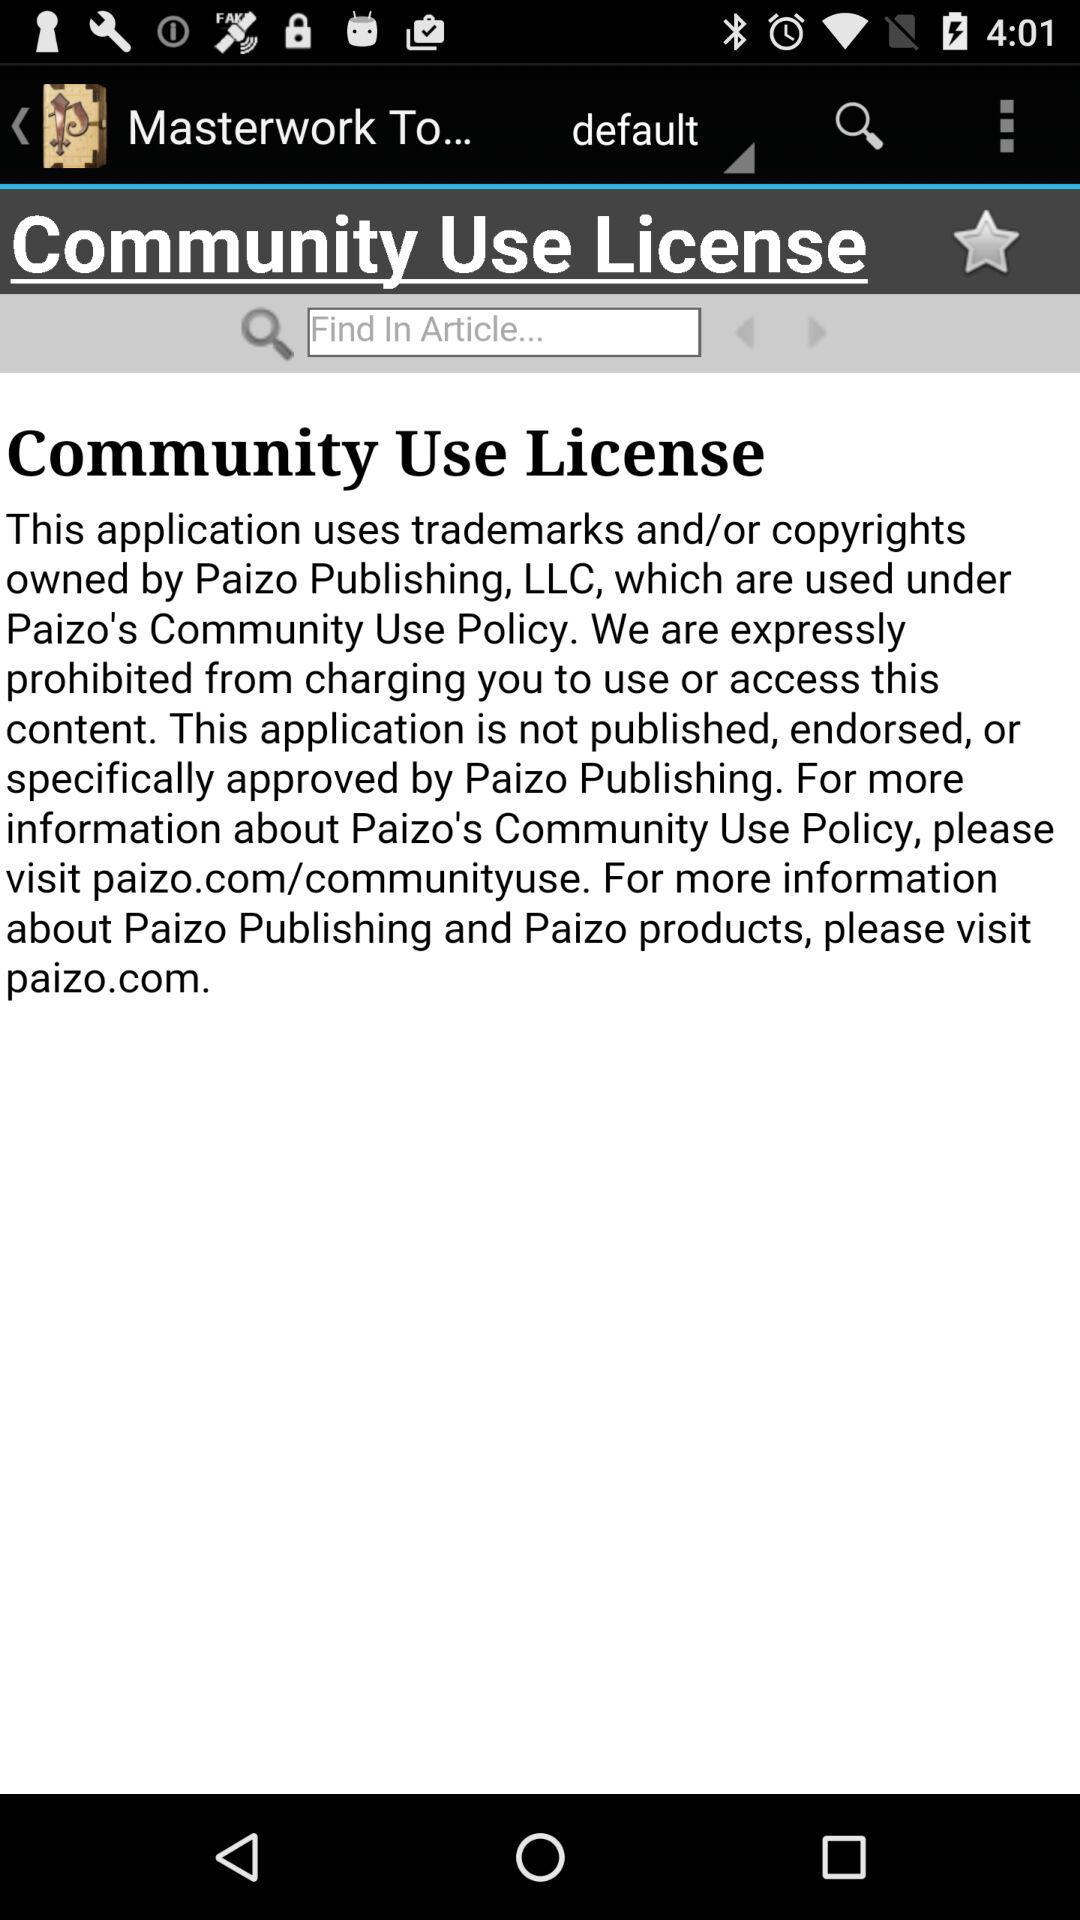 FAKE
4:01
Masterwork To...
default
Community Use License
Find In Article...
Community Use License
This application uses trademarks and/or copyrights
owned by Paizo Publishing, LLC, which are used under
Paizo's Community Use Policy. We are expressly
prohibited from charging you to use or access this
content. This application is not published, endorsed, or
specifically approved by Paizo Publishing. For more
information about Paizo's Community Use Policy, please
visit paizo.com/communityuse. For more information
about Paizo Publishing and Paizo products, please visit
paizo.com.